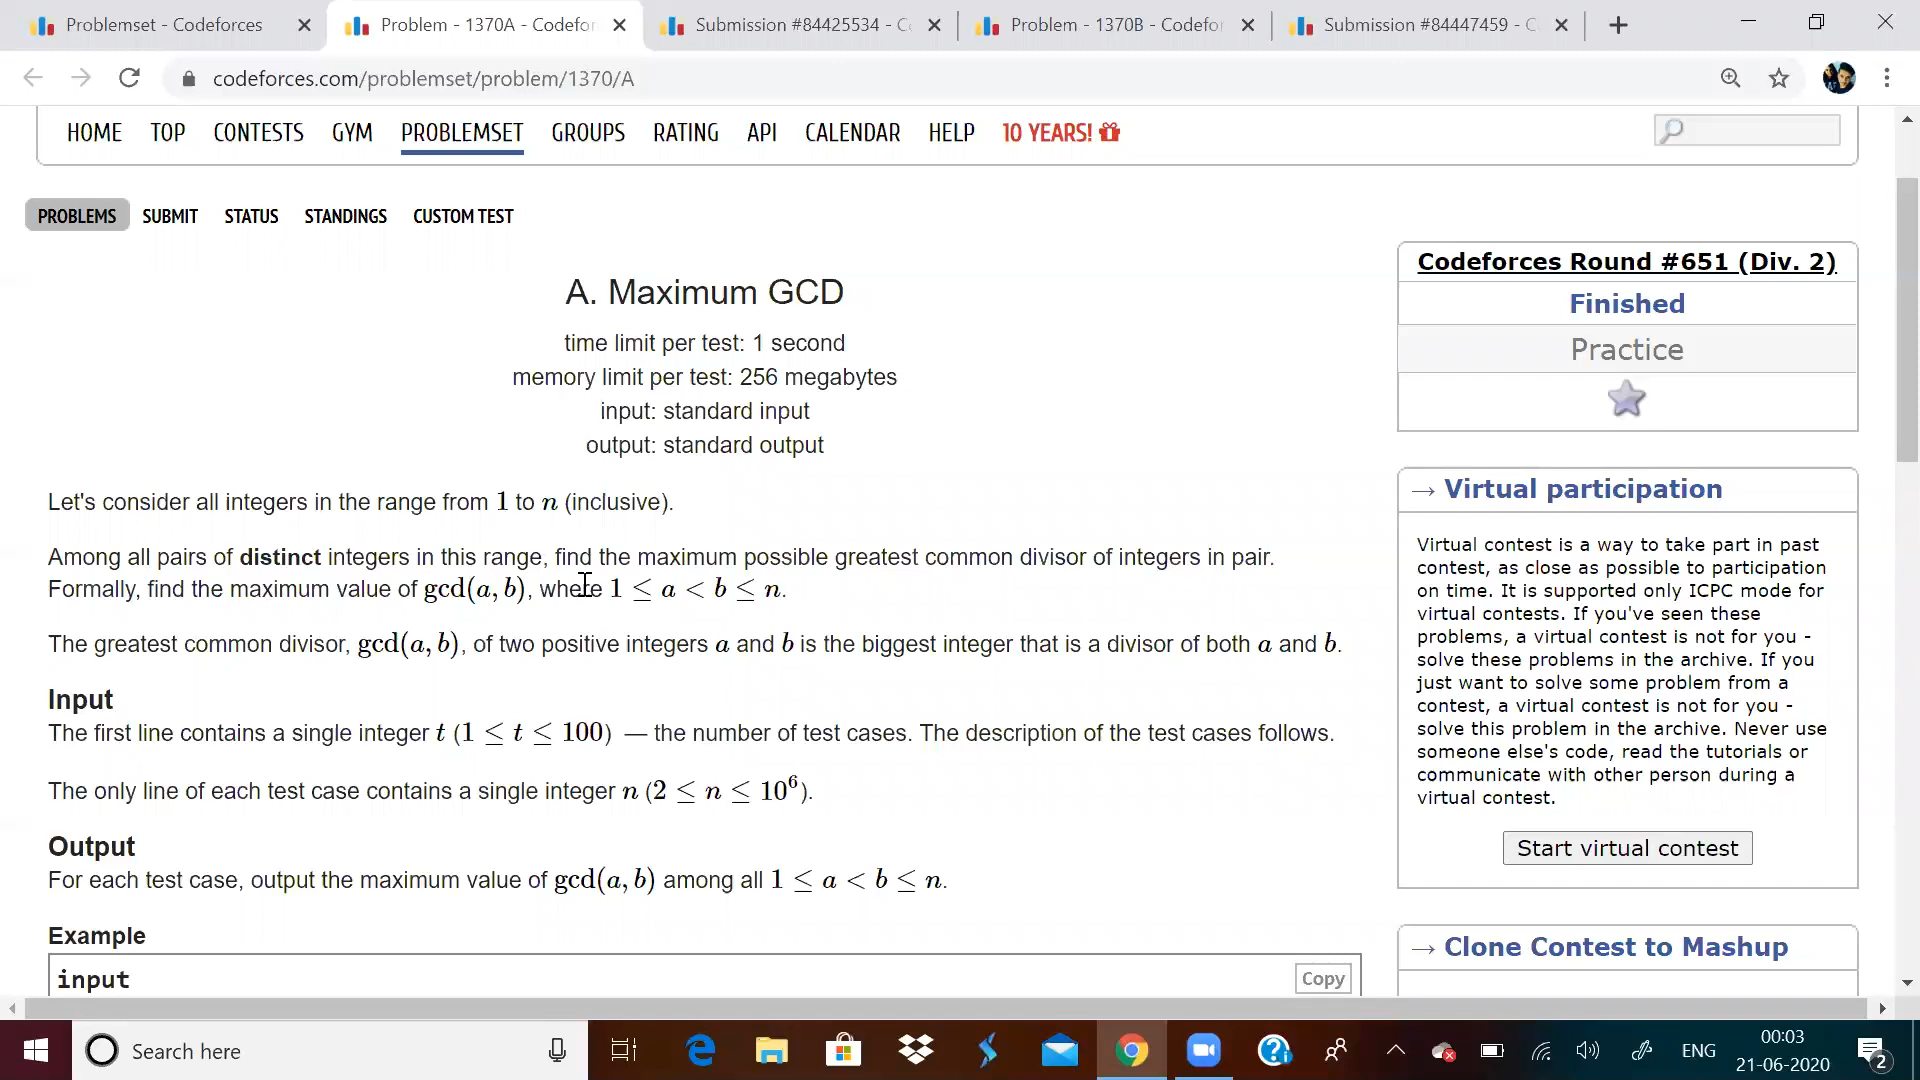 Problemset - Codeforces
Problem - 1370A - Codefor
Submission #84425534 - Co
Problem - 1370B - Codefor
Submission #84447459 - C
codeforces.com/problemset/problem/1370/A
HOME TOP CONTESTS GYM PROBLEMSET GROUPS RATING API CALENDAR HELP 10 YEARS!
PROBLEMS SUBMIT STATUS STANDINGS CUSTOM TEST
A. Maximum GCD
time limit per test: 1 second
memory limit per test: 256 megabytes
input: standard input
output: standard output
Let's consider all integers in the range from 1 to n (inclusive).
Among all pairs of distinct integers in this range, find the maximum possible greatest common divisor of integers in pair.
Formally, find the maximum value of gcd(a, b), where 1 ≤ a < b ≤ n.
The greatest common divisor, gcd(a, b), of two positive integers a and b is the biggest integer that is a divisor of both a and b.
Input
The first line contains a single integer t (1 ≤ t ≤ 100) — the number of test cases. The description of the test cases follows.
The only line of each test case contains a single integer n (2 ≤ n ≤ 10⁶).
Output
For each test case, output the maximum value of gcd(a, b) among all 1 ≤ a < b ≤ n.
Example
input
Copy
Codeforces Round #651 (Div. 2)
Finished
Practice
→ Virtual participation
Virtual contest is a way to take part in past
contest, as close as possible to participation
on time. It is supported only ICPC mode for
virtual contests. If you've seen these
problems, a virtual contest is not for you -
solve these problems in the archive. If you
just want to solve some problem from a
contest, a virtual contest is not for you -
solve this problem in the archive. Never use
someone else's code, read the tutorials or
communicate with other person during a
virtual contest.
Start virtual contest
→ Clone Contest to Mashup
Search here
ENG
00:03
21-06-2020
2